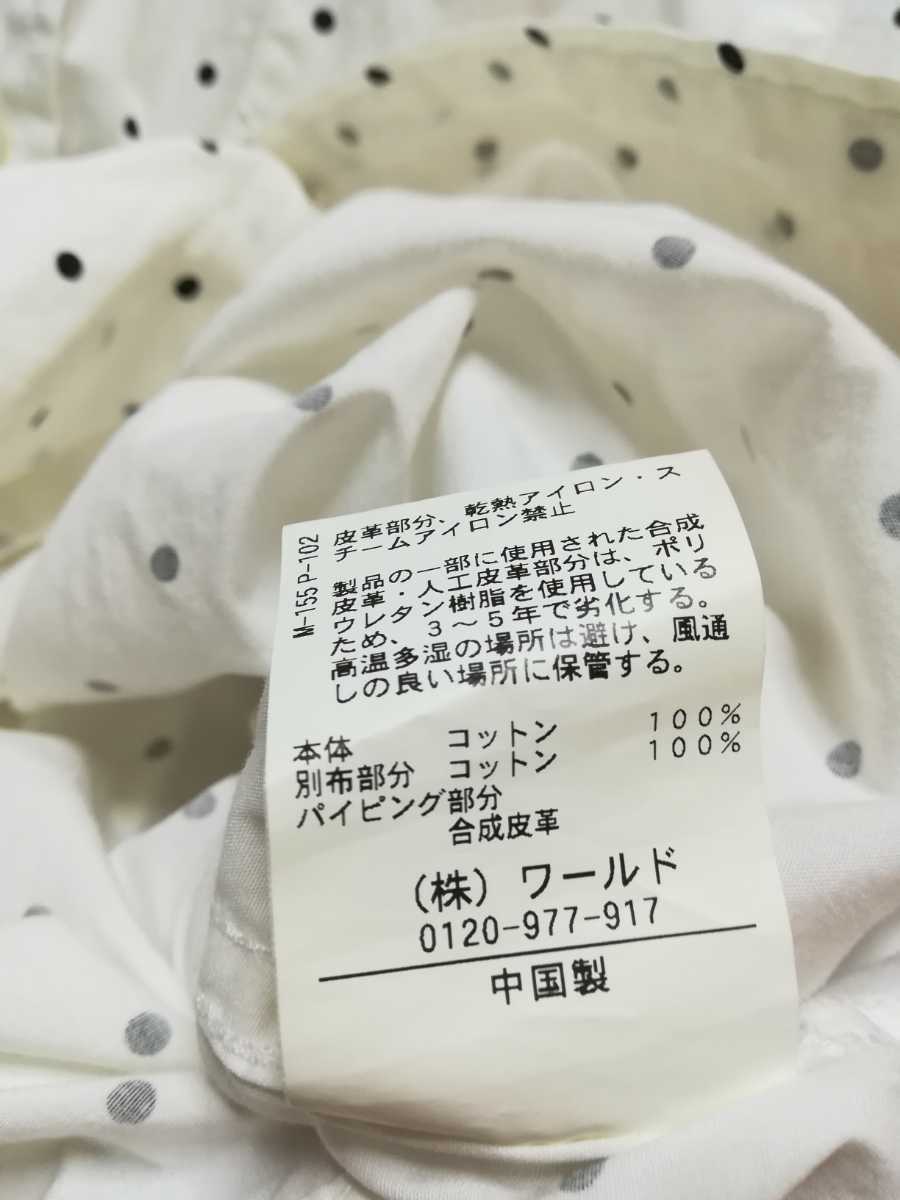 M-155 P-102
皮革部分、乾熱アイロン・ス
チームアイロン禁止
製品の一部に使用された合成
皮革・人工皮革部分は、ポリ
ウレタン樹脂を使用している
ため、3〜5年で劣化する。
高温多湿の場所は避け、風通
しの良い場所に保管する。
本体 コットン 100%
別布部分 コットン 100%
パイピング部分
合成皮革
(株)ワールド
0120-977-917
中国製